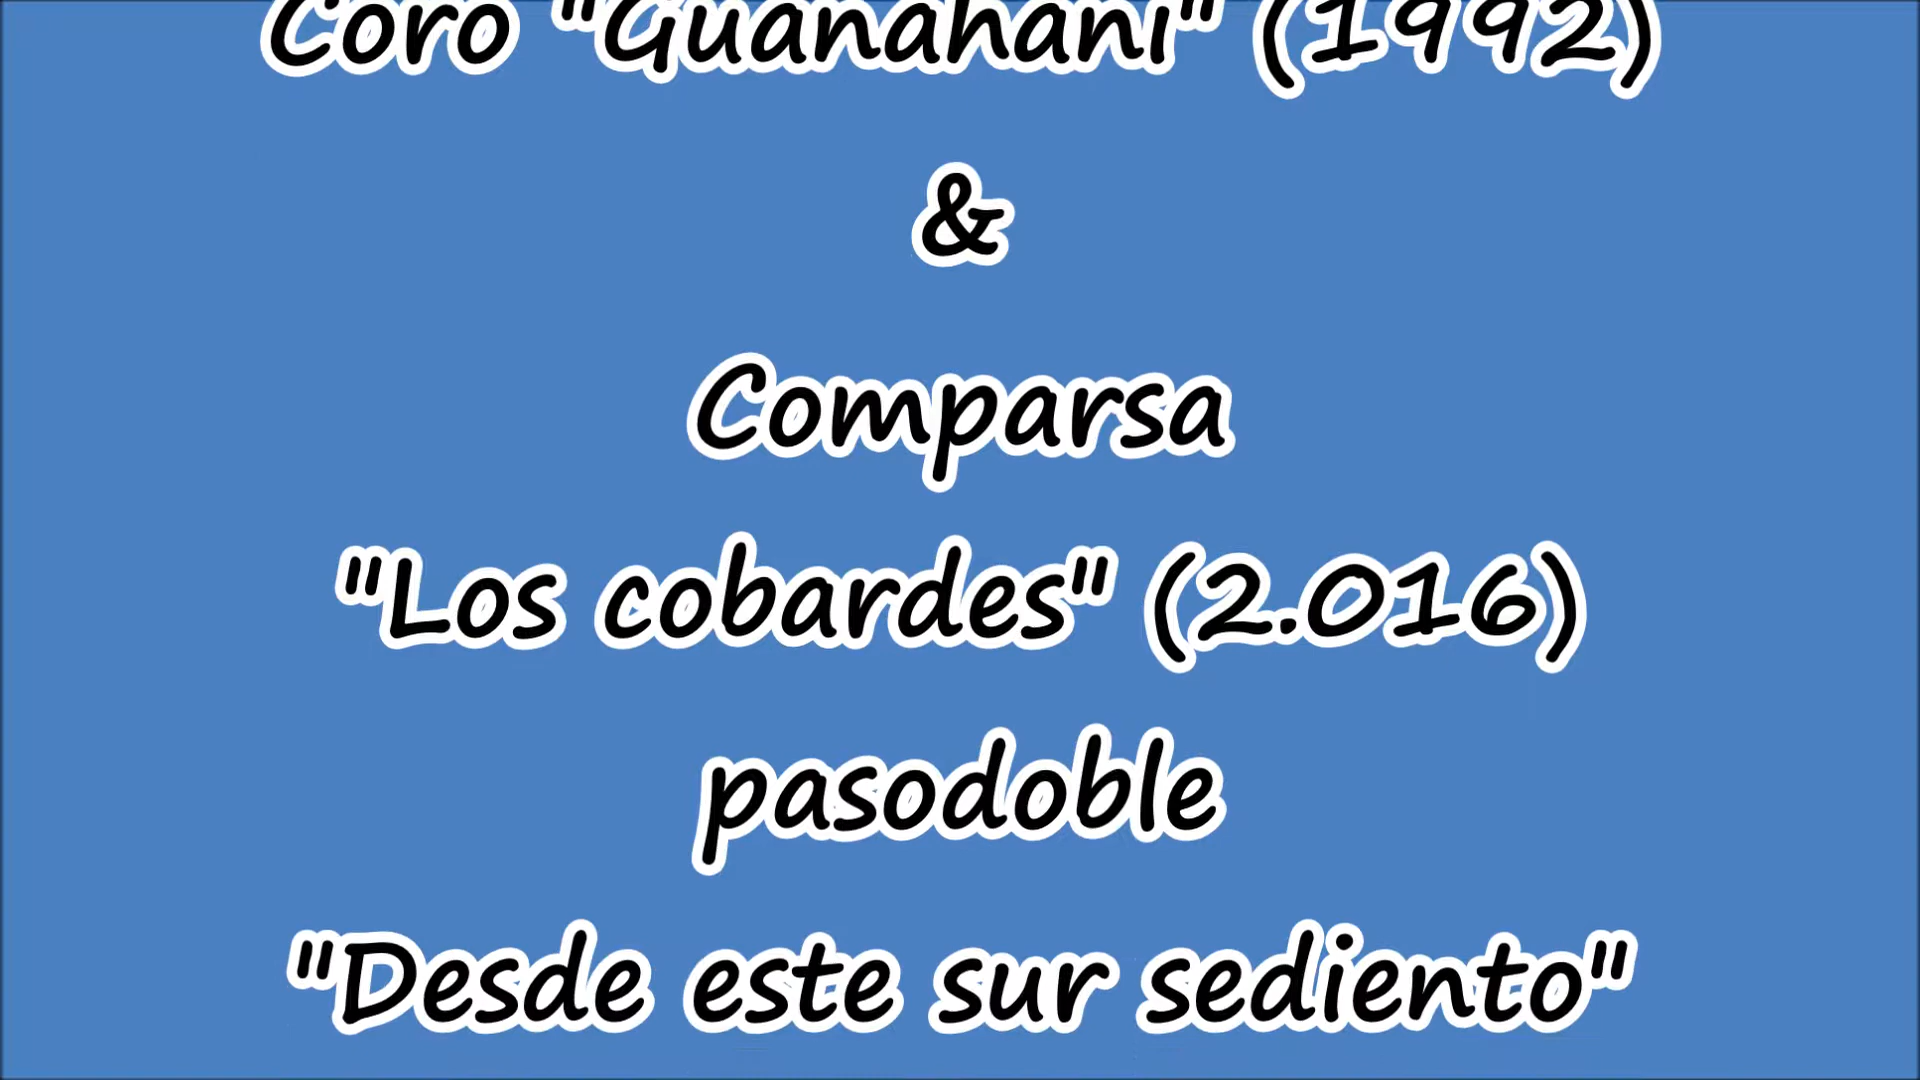 Coro "Guanahani" (1992)
&
Comparsa
"Los cobardes" (2.016)
pasodoble
"Desde este sur sediento"